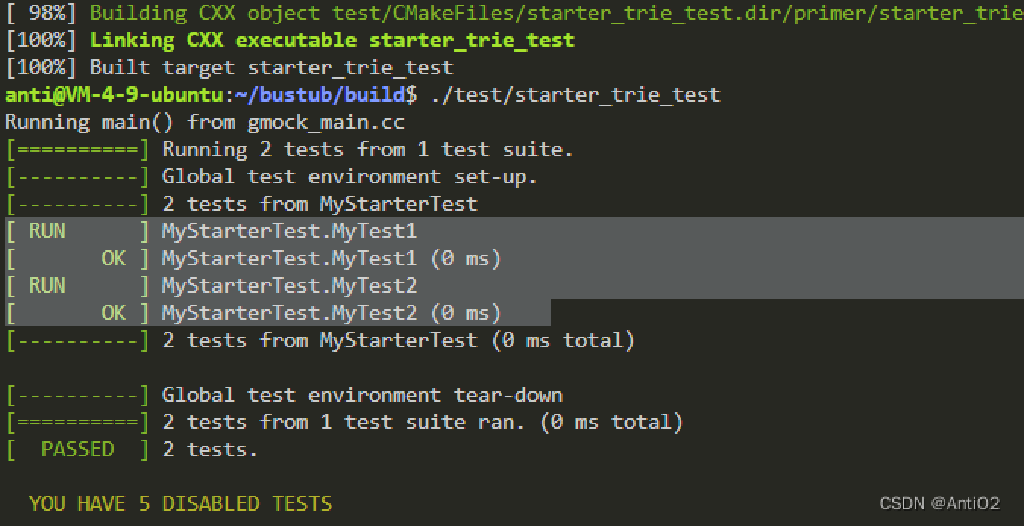 [ 98%] Building CXX object test/CMakeFiles/starter_trie_test.dir/primer/starter_trie
[100%] Linking CXX executable starter_trie_test
[100%] Built target starter_trie_test
anti@VM-4-9-ubuntu:~/bustub/build$ ./test/starter_trie_test
Running main() from gmock_main.cc
[==========] Running 2 tests from 1 test suite.
[----------] Global test environment set-up.
[----------] 2 tests from MyStarterTest
[ RUN      ] MyStarterTest.MyTest1
[       OK ] MyStarterTest.MyTest1 (0 ms)
[ RUN      ] MyStarterTest.MyTest2
[       OK ] MyStarterTest.MyTest2 (0 ms)
[----------] 2 tests from MyStarterTest (0 ms total)
[----------] Global test environment tear-down
[==========] 2 tests from 1 test suite ran. (0 ms total)
[  PASSED  ] 2 tests.
YOU HAVE 5 DISABLED TESTS
CSDN @AntiO2